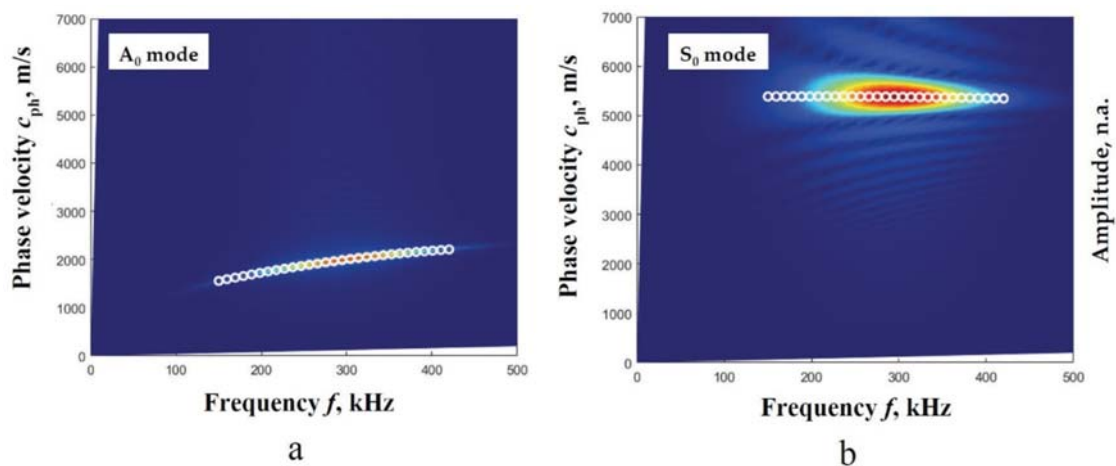 A₀ mode
Phase velocity cₚₕ, m/s
7000
6000
5000
4000
3000
2000
1000
0
0 100 200 300 400 500
Frequency f, kHz
a
S₀ mode
Phase velocity cₚₕ, m/s
7000
6000
5000
4000
3000
2000
1000
0
0 100 200 300 400 500
Frequency f, kHz
b
Amplitude, n.a.